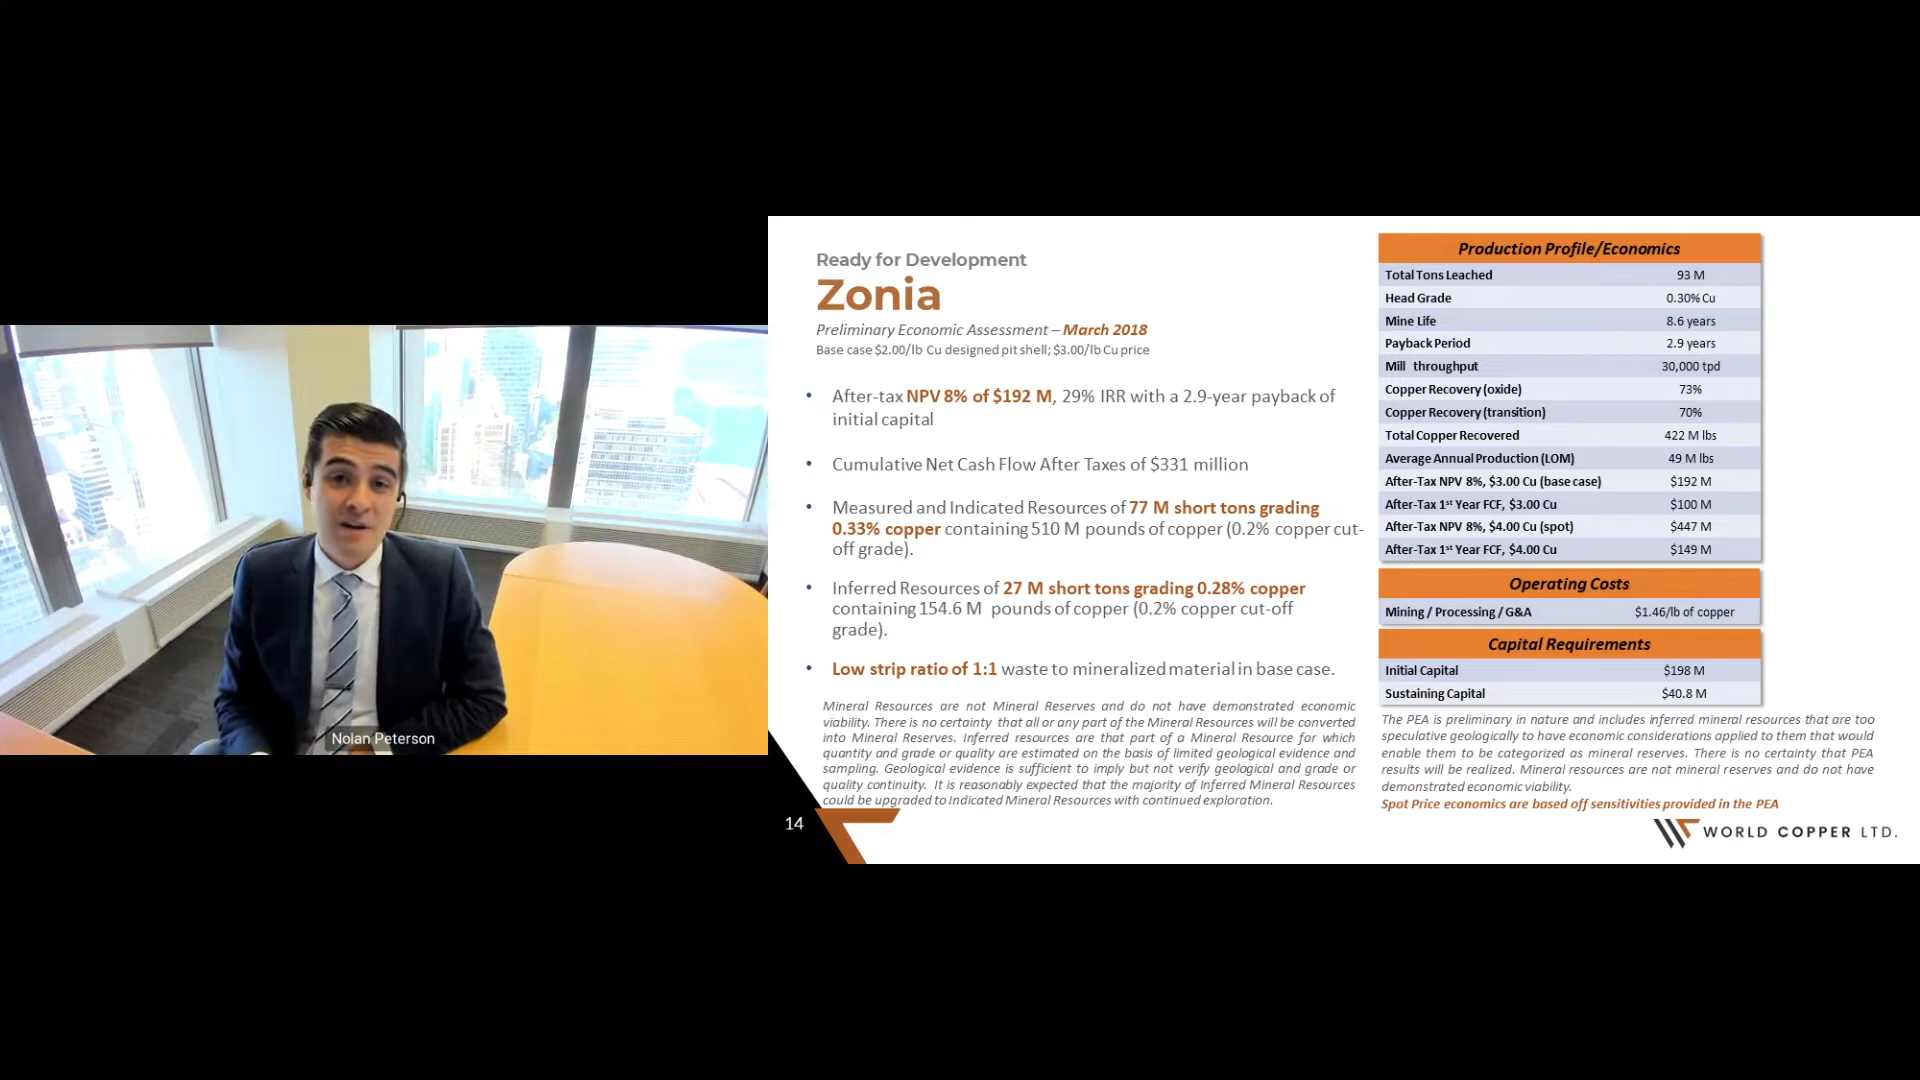 Nolan Peterson
Ready for Development
Zonia
Preliminary Economic Assessment – March 2018
Base case $2.00/lb Cu designed pit shell; $3.00/lb Cu price
• After-tax NPV 8% of $192 M, 29% IRR with a 2.9-year payback of
initial capital
• Cumulative Net Cash Flow After Taxes of $331 million
• Measured and Indicated Resources of 77 M short tons grading
0.33% copper containing 510 M pounds of copper (0.2% copper cut-
off grade).
• Inferred Resources of 27 M short tons grading 0.28% copper
containing 154.6 M pounds of copper (0.2% copper cut-off
grade).
• Low strip ratio of 1:1 waste to mineralized material in base case.
Mineral Resources are not Mineral Reserves and do not have demonstrated economic
viability. There is no certainty that all or any part of the Mineral Resources will be converted
into Mineral Reserves. Inferred resources are that part of a Mineral Resource for which
quantity and grade or quality are estimated on the basis of limited geological evidence and
sampling. Geological evidence is sufficient to imply but not verify geological and grade or
quality continuity. It is reasonably expected that the majority of Inferred Mineral Resources
could be upgraded to Indicated Mineral Resources with continued exploration.
14
Production Profile/Economics
Total Tons Leached 93 M
Head Grade 0.30% Cu
Mine Life 8.6 years
Payback Period 2.9 years
Mill throughput 30,000 tpd
Copper Recovery (oxide) 73%
Copper Recovery (transition) 70%
Total Copper Recovered 422 M lbs
Average Annual Production (LOM) 49 M lbs
After-Tax NPV 8%, $3.00 Cu (base case) $192 M
After-Tax 1st Year FCF, $3.00 Cu $100 M
After-Tax NPV 8%, $4.00 Cu (spot) $447 M
After-Tax 1st Year FCF, $4.00 Cu $149 M
Operating Costs
Mining / Processing / G&A $1.46/lb of copper
Capital Requirements
Initial Capital $198 M
Sustaining Capital $40.8 M
The PEA is preliminary in nature and includes inferred mineral resources that are too
speculative geologically to have economic considerations applied to them that would
enable them to be categorized as mineral reserves. There is no certainty that PEA
results will be realized. Mineral resources are not mineral reserves and do not have
demonstrated economic viability.
Spot Price economics are based off sensitivities provided in the PEA
WORLD COPPER LTD.